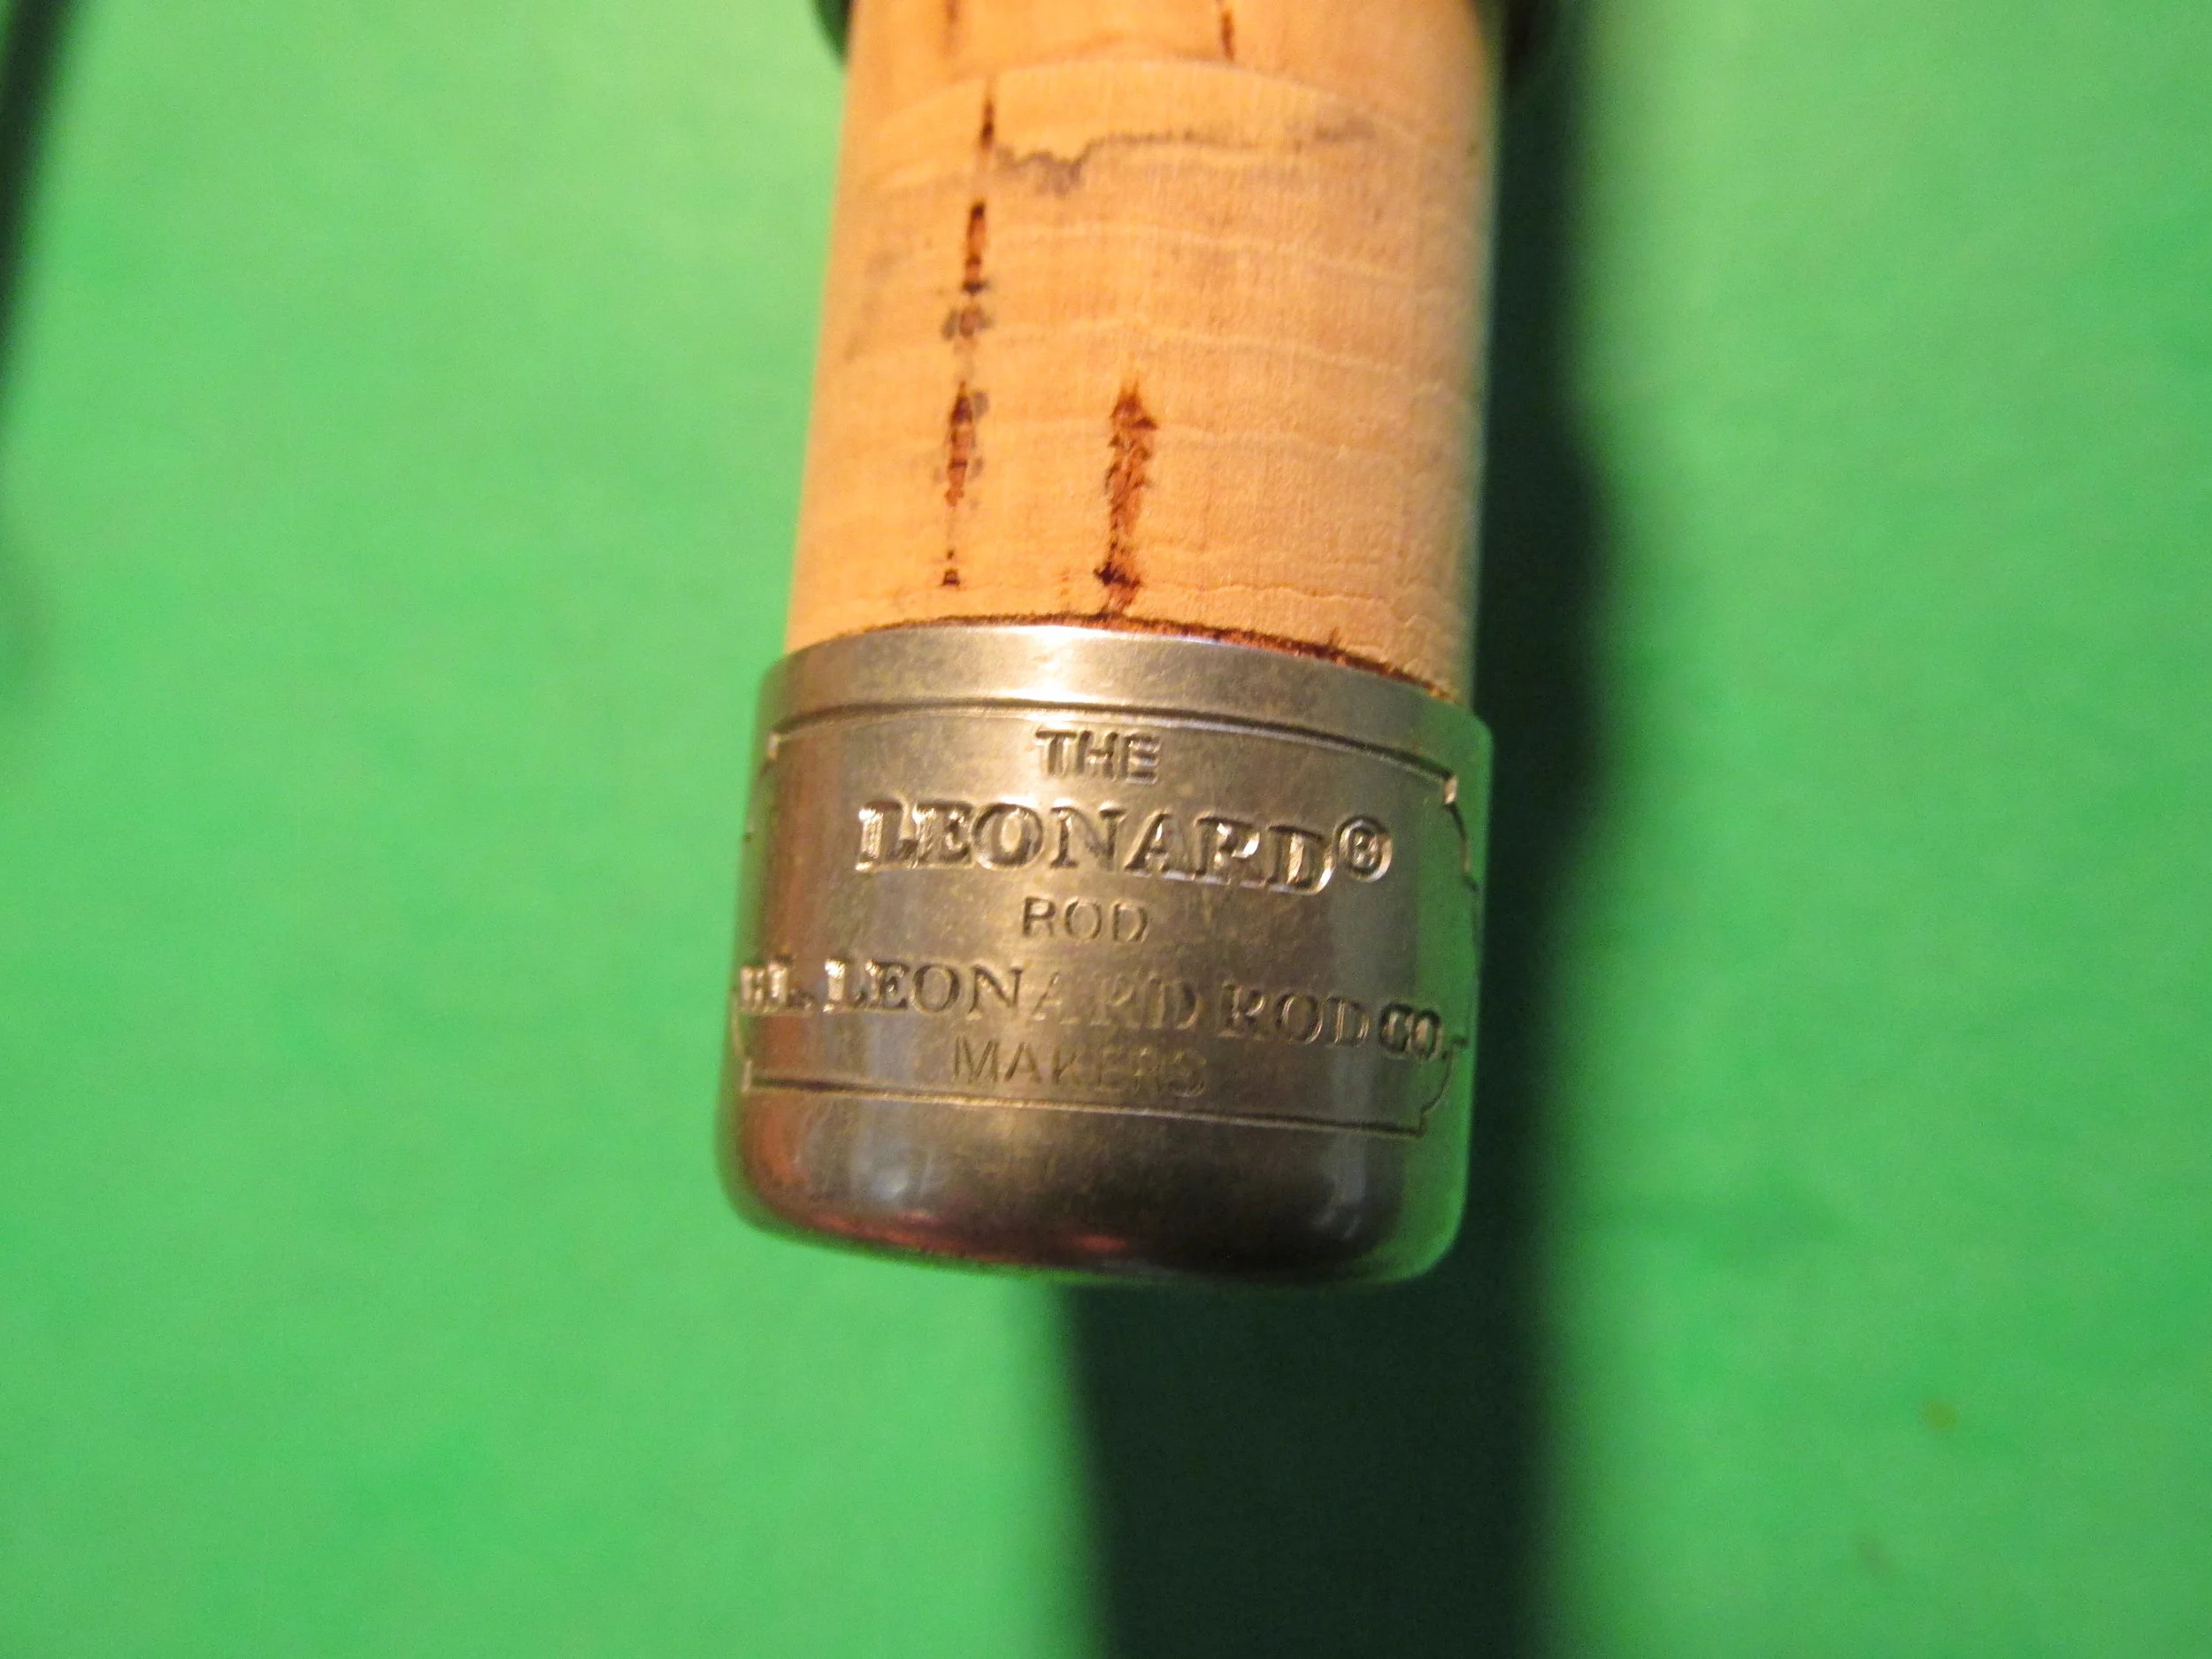 THE
LEONARD®
ROD
H.L. LEONARD ROD CO.
MAKERS